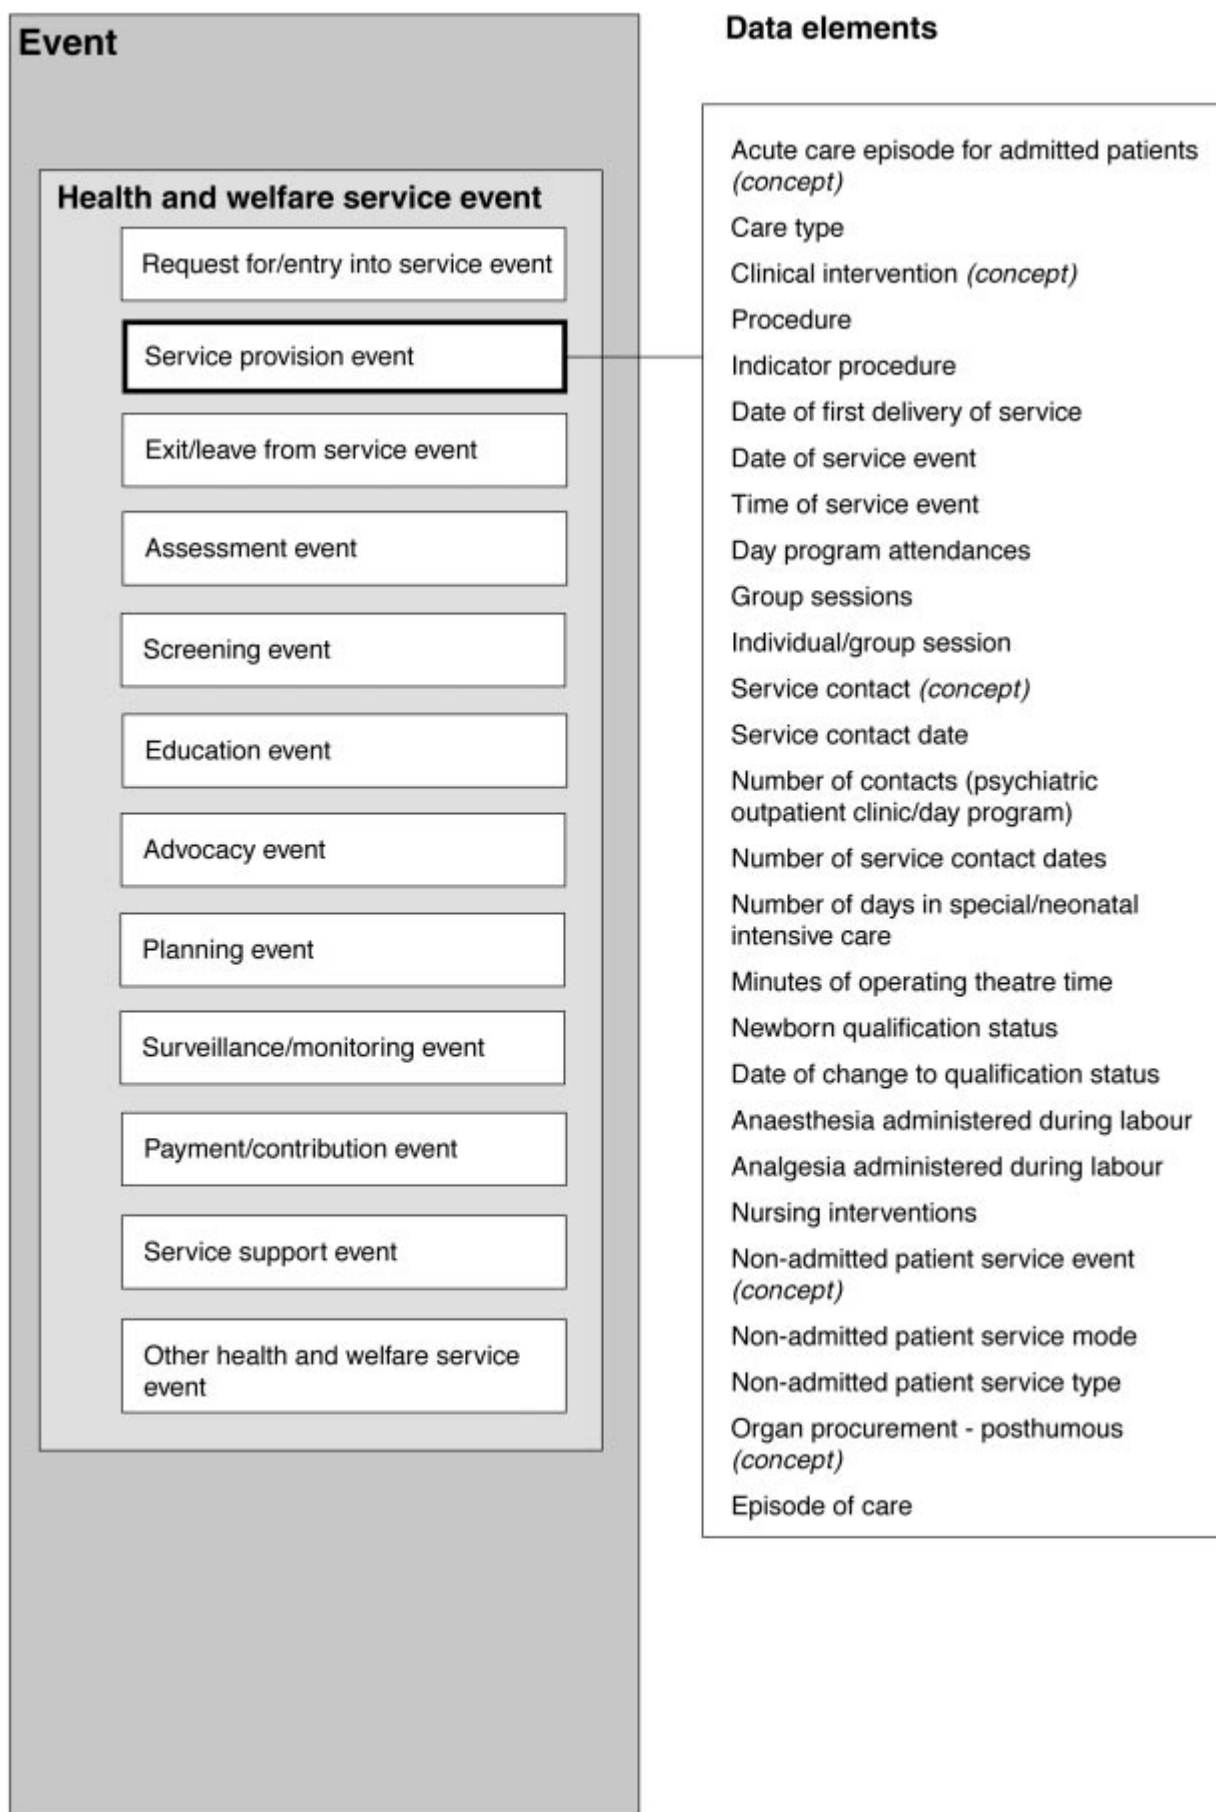 Event
Health and welfare service event
Request for/entry into service event
Service provision event
Exit/leave from service event
Assessment event
Screening event
Education event
Advocacy event
Planning event
Surveillance/monitoring event
Payment/contribution event
Service support event
Other health and welfare service
event
Data elements
Acute care episode for admitted patients
(concept)
Care type
Clinical intervention (concept)
Procedure
Indicator procedure
Date of first delivery of service
Date of service event
Time of service event
Day program attendances
Group sessions
Individual/group session
Service contact (concept)
Service contact date
Number of contacts (psychiatric
outpatient clinic/day program)
Number of service contact dates
Number of days in special/neonatal
intensive care
Minutes of operating theatre time
Newborn qualification status
Date of change to qualification status
Anaesthesia administered during labour
Analgesia administered during labour
Nursing interventions
Non-admitted patient service event
(concept)
Non-admitted patient service mode
Non-admitted patient service type
Organ procurement - posthumous
(concept)
Episode of care